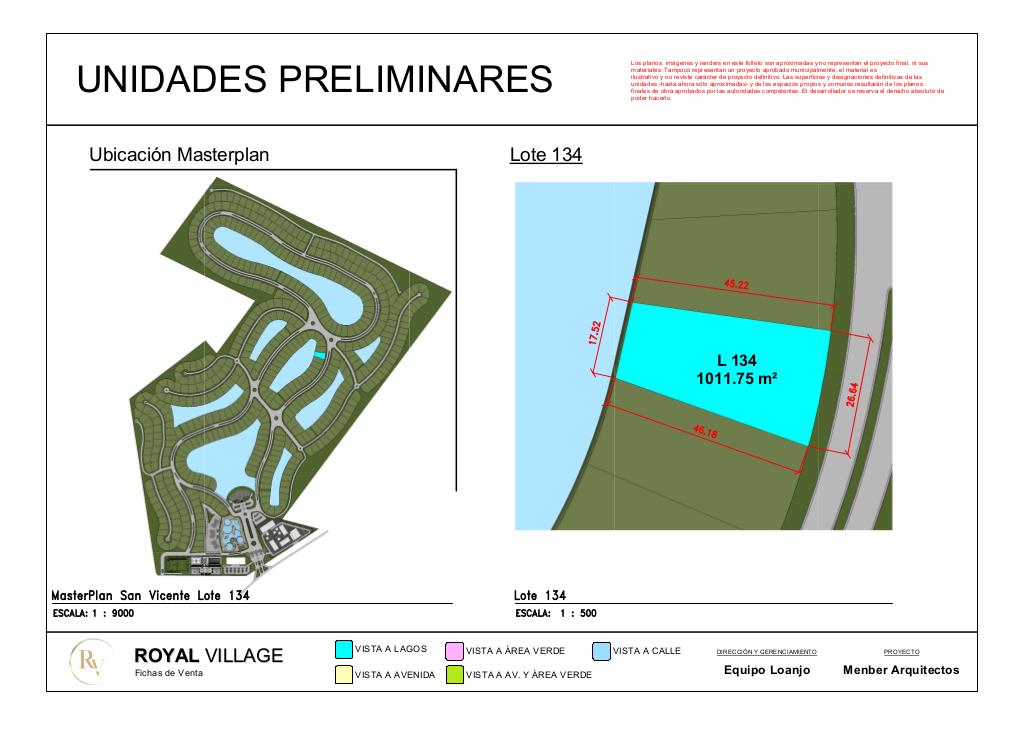 UNIDADES PRELIMINARES
Los planos, imágenes y renders en este folleto son aproximadas y no representan el proyecto final, ni sus
materiales. Tampoco representan un proyecto aprobado municipalmente, el material es
ilustrativo y no reviste carácter de proyecto definitivo. Las superficies y designaciones definitivas de las
unidades -hasta ahora sólo aproximadas- y de los espacios propios y comunes resultarán de los planos
finales de obra aprobados por las autoridades competentes. El desarrollador se reserva el derecho absoluto de
poder hacerlo.
Ubicación Masterplan
Lote 134
45.22
17.52
L 134
1011.75 m²
26.64
46.18
MasterPlan San Vicente Lote 134
ESCALA: 1 : 9000
Lote 134
ESCALA: 1 : 500
RV
ROYAL VILLAGE
Fichas de Venta
VISTA A LAGOS
VISTA A ÁREA VERDE
VISTA A CALLE
VISTA A AVENIDA
VISTA A AV. Y ÁREA VERDE
DIRECCIÓN Y GERENCIAMIENTO
Equipo Loanjo
PROYECTO
Menber Arquitectos